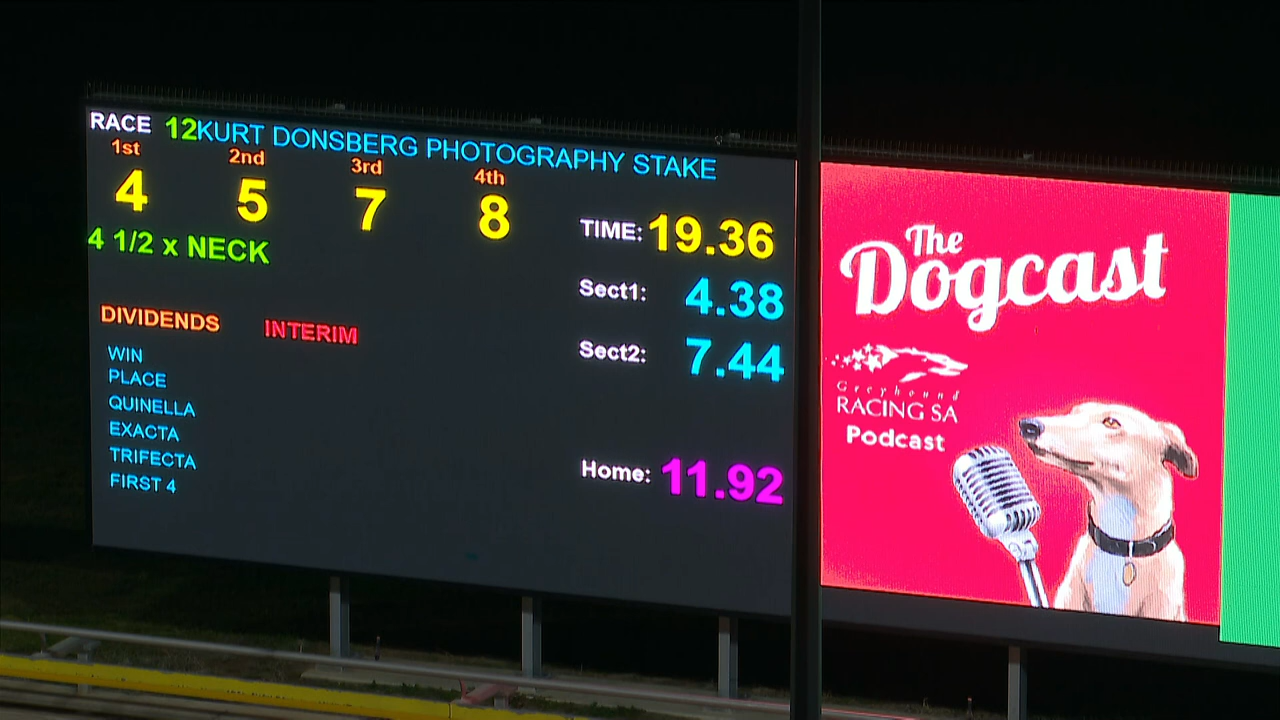 RACE 12KURT DONSBERG PHOTOGRAPHY STAKE
1st 2nd 3rd 4th
4 5 7 8
4 1/2 x NECK
TIME: 19.36
Sect1: 4.38
Sect2: 7.44
Home: 11.92
DIVIDENDS INTERIM
WIN
PLACE
QUINELLA
EXACTA
TRIFECTA
FIRST 4
The
Dogcast
Greyhound
RACING SA
Podcast